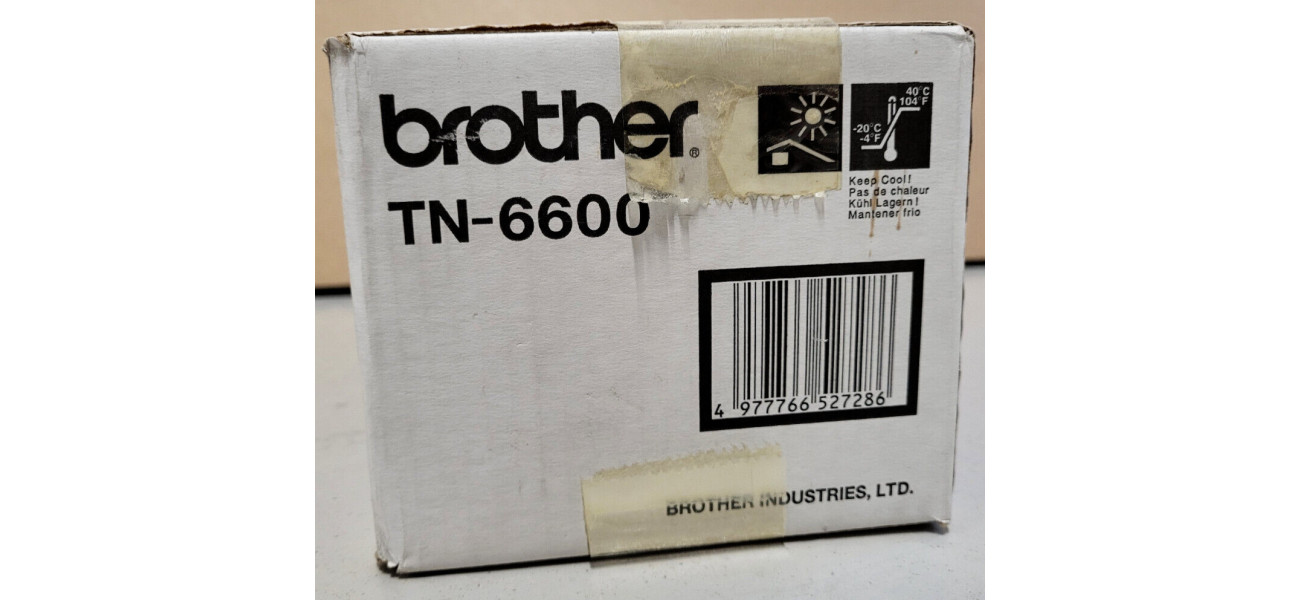 brother®
TN-6600
40°C
104°F
-20°C
-4°F
Keep Cool!
Pas de chaleur
Kühl Lagern!
Mantener frio
4 977766 527286
BROTHER INDUSTRIES, LTD.